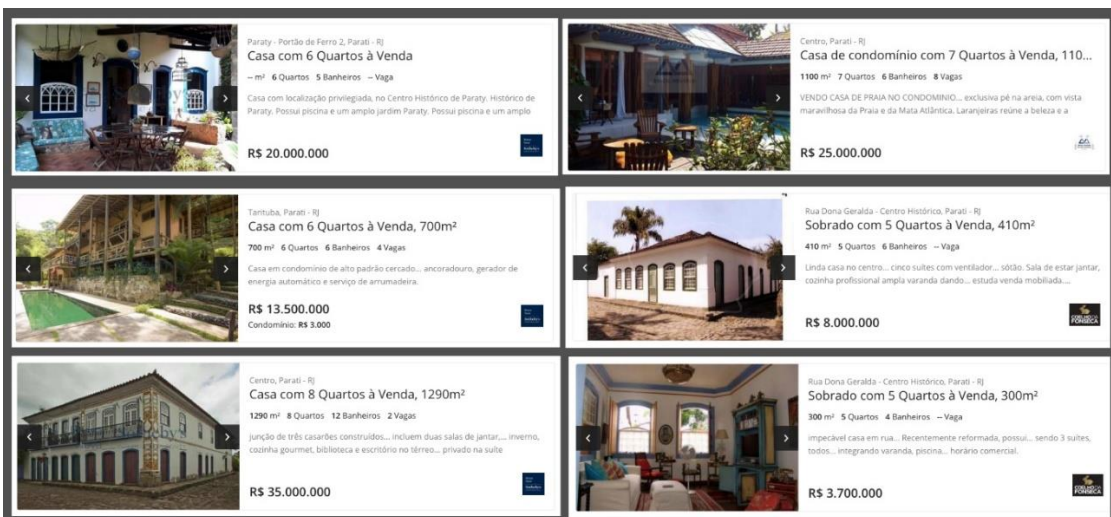 Paraty - Portão de Ferro 2, Parati - RJ
Casa com 6 Quartos à Venda
-- m² 6 Quartos 5 Banheiros -- Vaga
Casa com localização privilegiada, no Centro Histórico de Paraty. Histórico de
Paraty. Possui piscina e um amplo jardim Paraty. Possui piscina e um amplo
R$ 20.000.000
Centro, Parati - RJ
Casa de condomínio com 7 Quartos à Venda, 110...
1100 m² 7 Quartos 6 Banheiros 8 Vagas
VENDO CASA DE PRAIA NO CONDOMINIO... exclusiva pé na areia, com vista
maravilhosa da Praia e da Mata Atlântica. Laranjeiras reúne a beleza e a
R$ 25.000.000
Tarituba, Parati - RJ
Casa com 6 Quartos à Venda, 700m²
700 m² 6 Quartos 6 Banheiros 4 Vagas
Casa em condomínio de alto padrão cercado... ancoradouro, gerador de
energia automático e serviço de arrumadeira.
R$ 13.500.000
Condomínio: R$ 3.000
Rua Dona Geralda - Centro Histórico, Parati - RJ
Sobrado com 5 Quartos à Venda, 410m²
410 m² 5 Quartos 6 Banheiros -- Vaga
Linda casa no centro... cinco suítes com ventilador... sótão. Sala de estar jantar,
cozinha profissional ampla varanda dando... estuda venda mobiliada....
R$ 8.000.000
COELHO DA
FONSECA
Centro, Parati - RJ
Casa com 8 Quartos à Venda, 1290m²
1290 m² 8 Quartos 12 Banheiros 2 Vagas
junção de três casarões construídos... incluem duas salas de jantar,... inverno,
cozinha gourmet, biblioteca e escritório no térreo... privado na suíte
R$ 35.000.000
Rua Dona Geralda - Centro Histórico, Parati - RJ
Sobrado com 5 Quartos à Venda, 300m²
300 m² 5 Quartos 4 Banheiros -- Vaga
impecável casa em rua... Recentemente reformada, possui... sendo 3 suítes,
todos... integrando varanda, piscina... horário comercial.
R$ 3.700.000
COELHO DA
FONSECA